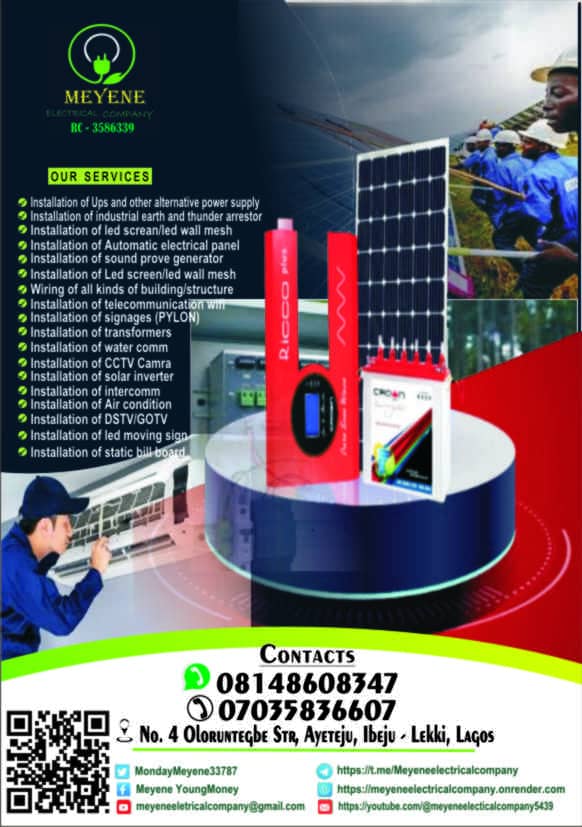 MEYENE
ELECTRICAL COMPANY
RC - 3586339
OUR SERVICES
Installation of Ups and other alternative power supply
Installation of industrial earth and thunder arrestor
Installation of led screan/led wall mesh
Installation of Automatic electrical panel
Installation of sound prove generator
Installation of Led screen/led wall mesh
Wiring of all kinds of building/structure
Installation of telecommunication wifi
Installation of signages (PYLON)
Installation of transformers
Installation of water comm
Installation of CCTV Camra
Installation of solar inverter
Installation of intercomm
Installation of Air condition
Installation of DSTV/GOTV
Installation of led moving sign
Installation of static bill board
Ricco plus
Pure Sine Wave
CONTACTS
08148608347
07035836607
No. 4 Oloruntegbe Str, Ayeteju, Ibeju - Lekki, Lagos
MondayMeyene33787
Meyene YoungMoney
meyeneeletricalcompany@gmail.com
https://t.me/Meyeneelectricalcompany
https://meyeneelectricalcompany.onrender.com
https://youtube.com/@meyeneelecticalcompany5439